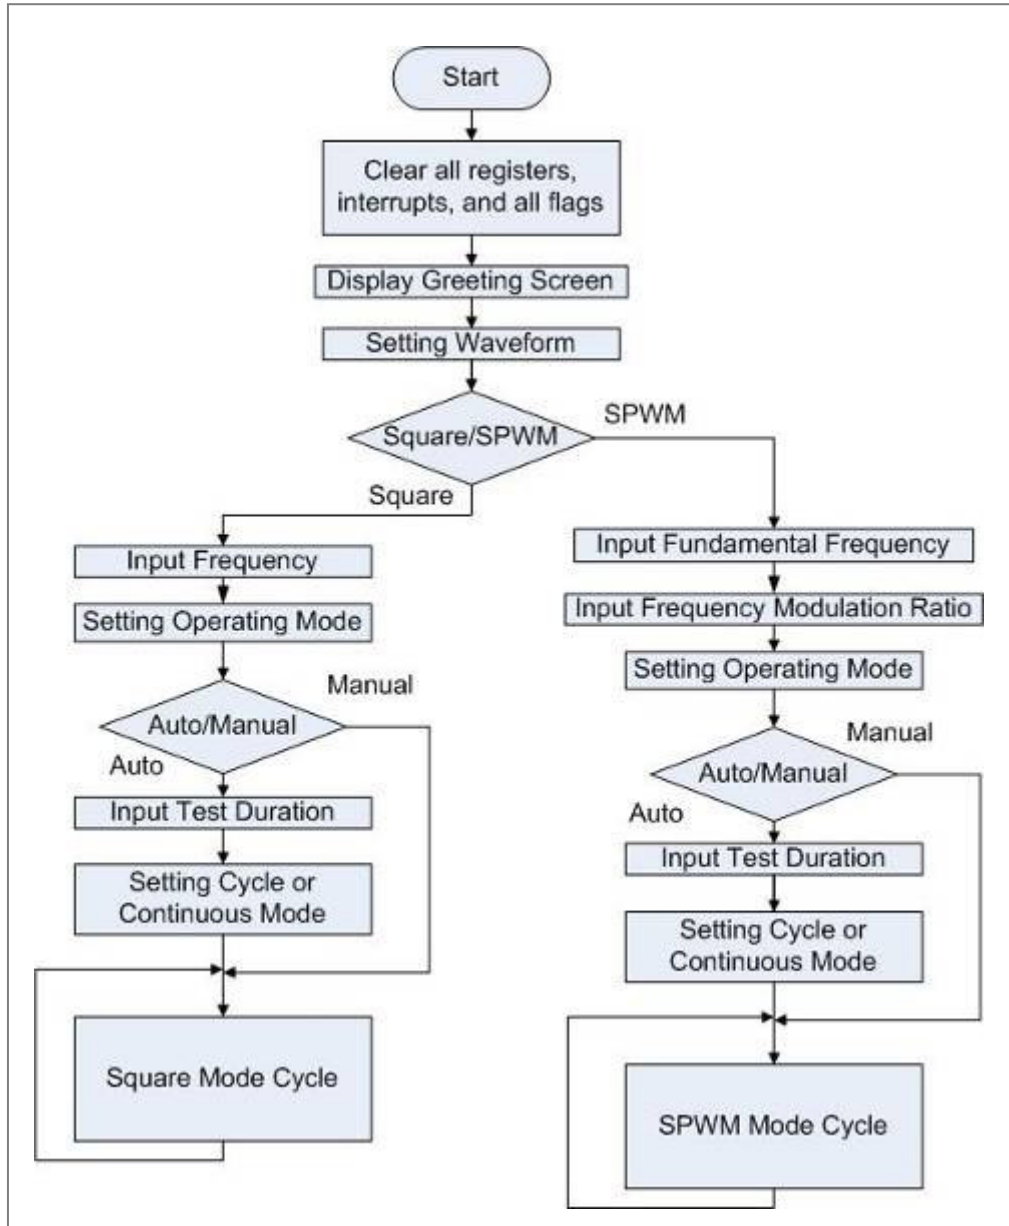 Start
Clear all registers,
interrupts, and all flags
Display Greeting Screen
Setting Waveform
Square/SPWM
SPWM
Square
Input Frequency
Setting Operating Mode
Auto/Manual
Manual
Auto
Input Test Duration
Setting Cycle or
Continuous Mode
Square Mode Cycle
Input Fundamental Frequency
Input Frequency Modulation Ratio
Setting Operating Mode
Auto/Manual
Manual
Auto
Input Test Duration
Setting Cycle or
Continuous Mode
SPWM Mode Cycle